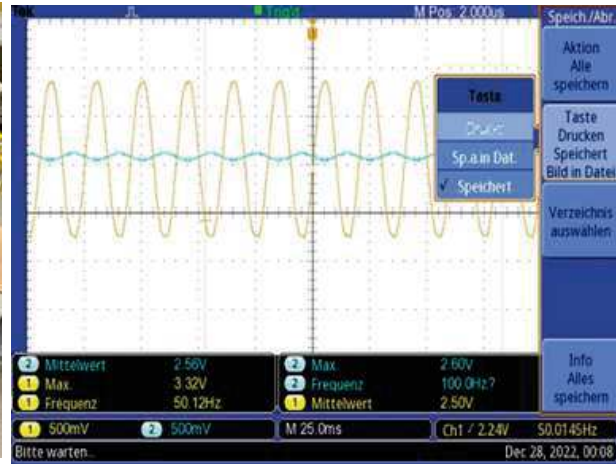 Tek
Trig'd
M Pos: 2.000us
Speich./Abr.
Aktion
Alle
speichern
Taste
Drucken
Speichert
Bild in Datei
Verzeichnis
auswählen
Info
Alles
speichern
Taste
Druckt
Sp.a.in Dat.
✓ Speichert
2 Mittelwert 2.56V
1 Max. 3.32V
1 Frequenz 50.12Hz
2 Max. 2.60V
2 Frequenz 100.0Hz?
1 Mittelwert 2.50V
1 500mV 2 500mV M 25.0ms Ch1 / 2.24V 50.0145Hz
Bitte warten... Dec 28, 2022, 00:08